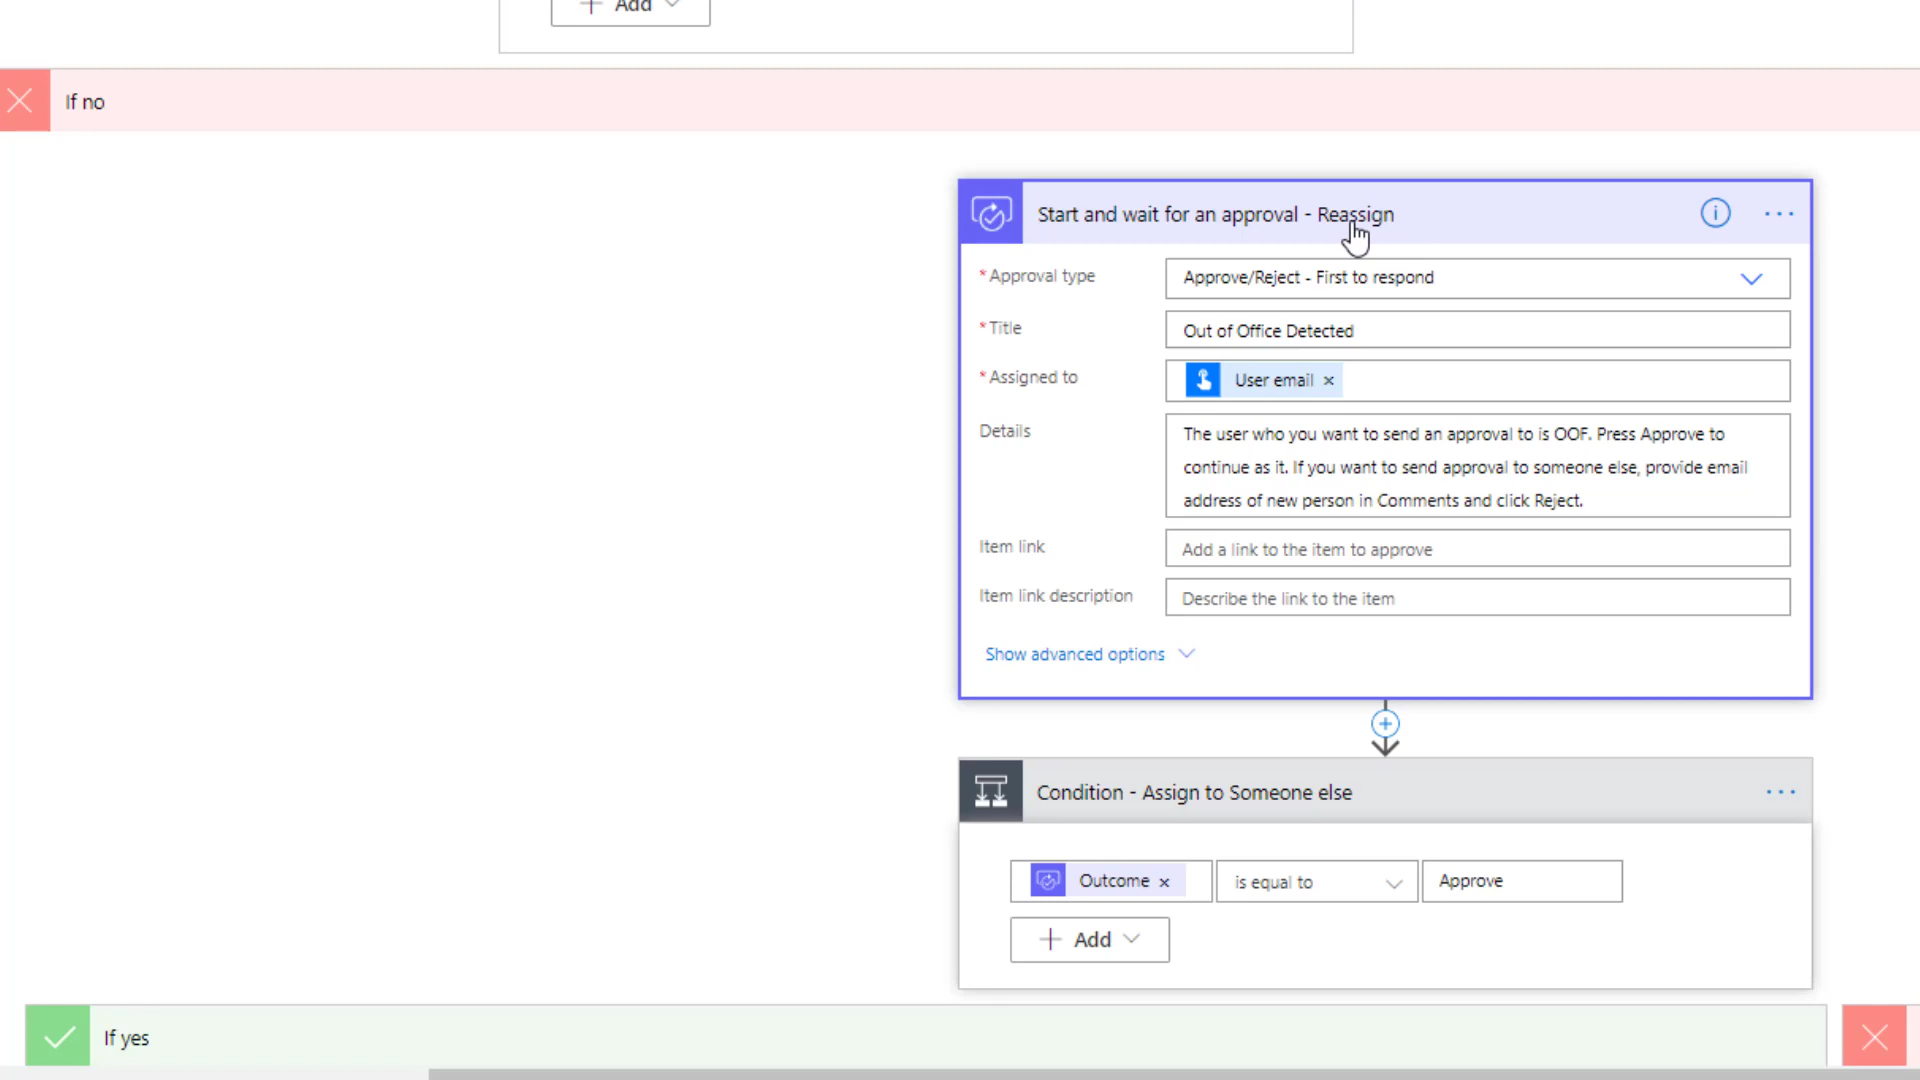 Add
If no
Start and wait for an approval - Reassign
* Approval type
Approve/Reject - First to respond
* Title
Out of Office Detected
* Assigned to
User email ×
Details
The user who you want to send an approval to is OOF. Press Approve to
continue as it. If you want to send approval to someone else, provide email
address of new person in Comments and click Reject.
Item link
Add a link to the item to approve
Item link description
Describe the link to the item
Show advanced options
Condition - Assign to Someone else
Outcome × is equal to Approve
Add
If yes